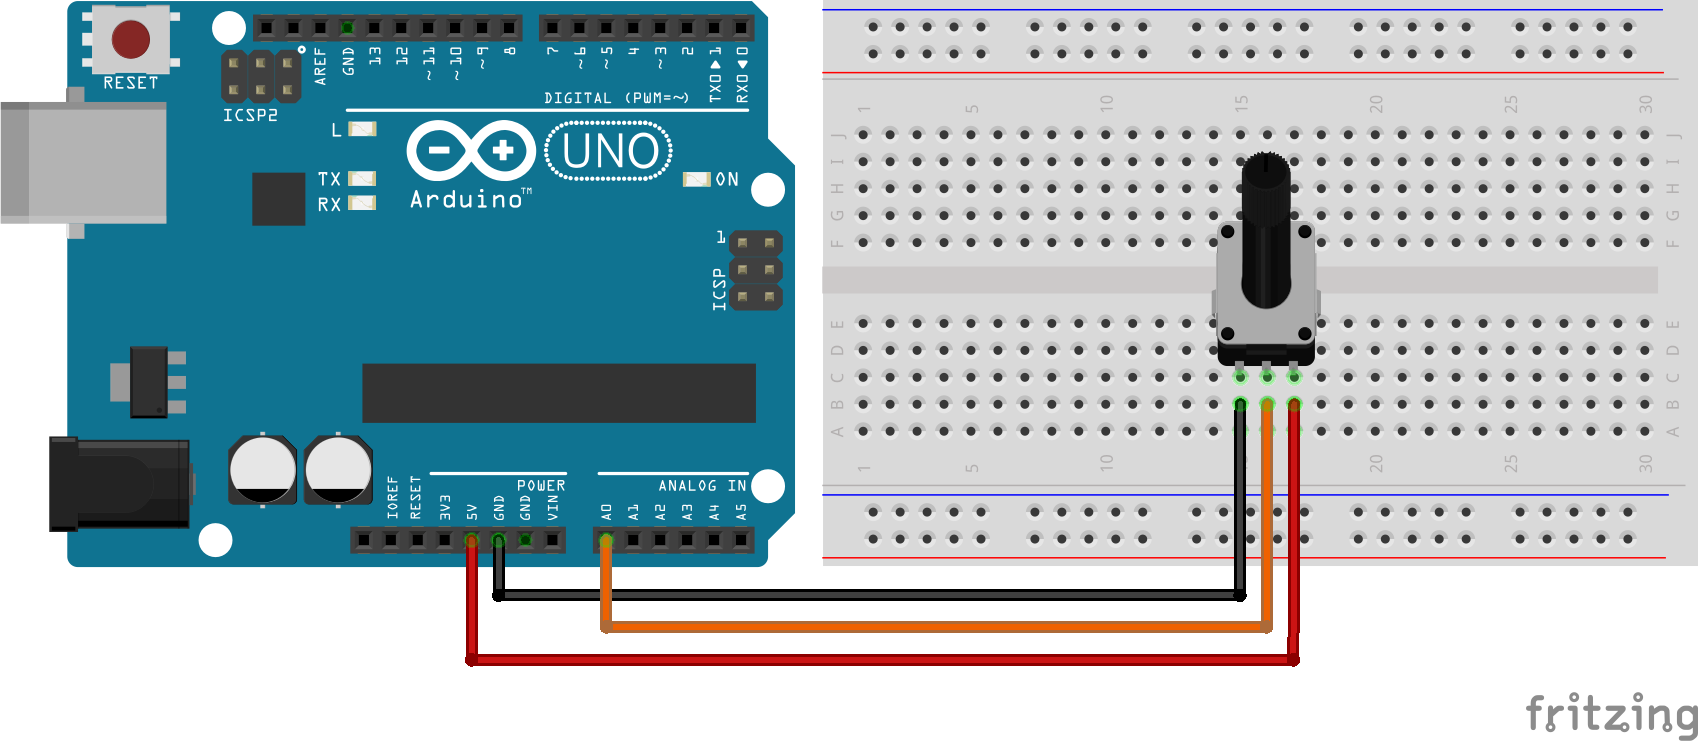 RESET
ICSP2
AREF
GND
13
12
~11
~10
~9
8
7
~6
~5
4
~3
2
TX0▶1
RX0◀0
DIGITAL (PWM=~)
L
TX
RX
UNO
Arduino™
ON
1
ICSP
IOREF
RESET
3V3
5V
GND
GND
VIN
POWER
A0
A1
A2
A3
A4
A5
ANALOG IN
1 5 10 15 20 25 30
J J
I I
H H
G G
F F
E E
D D
C C
B B
A A
1 5 10 20 25 30
fritzing